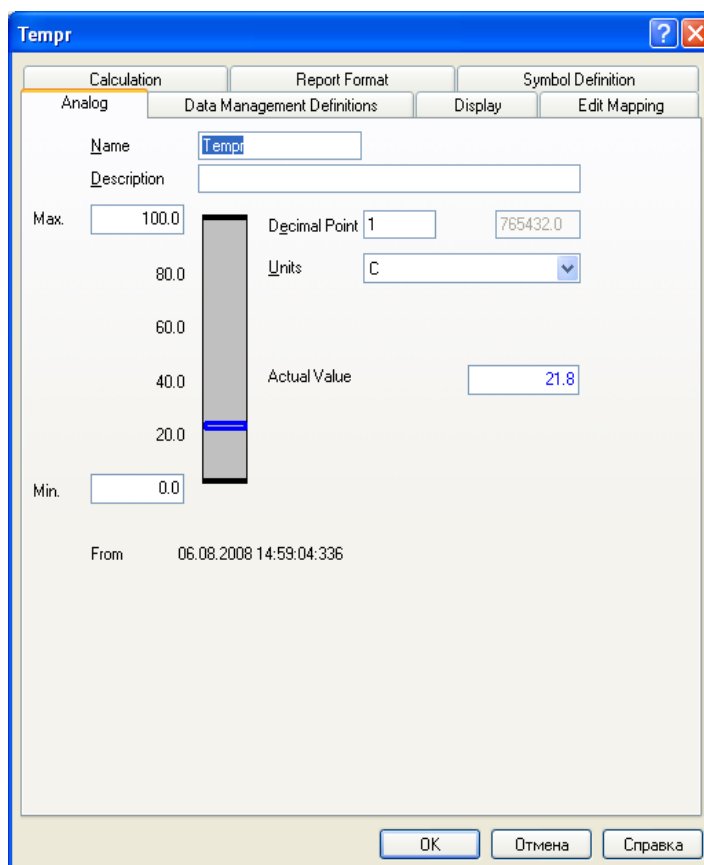 Tempr
Calculation Report Format Symbol Definition
Analog Data Management Definitions Display Edit Mapping
Name Tempr
Description
Max. 100.0 Decimal Point 1 765432.0
80.0 Units C
60.0
40.0 Actual Value 21.8
20.0
Min. 0.0
From 06.08.2008 14:59:04:336
OK Отмена Справка